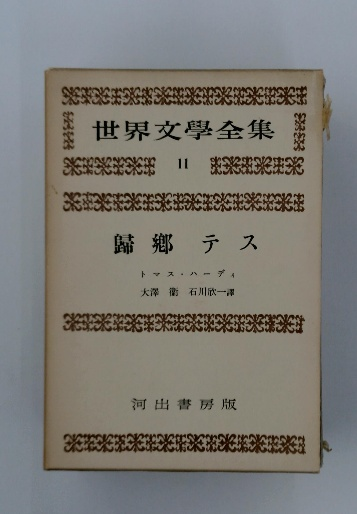 世界文學全集
11
歸鄉 テス
トマス・ハーディ
大澤 衞 石川欣一譯
河出書房版